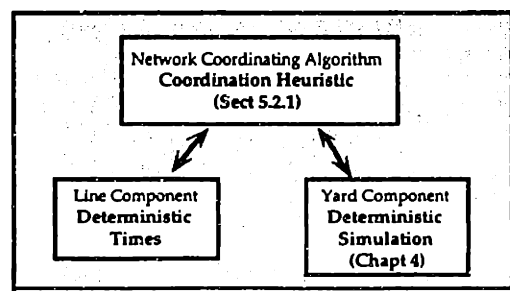 Network Coordinating Algorithm
Coordination Heuristic
(Sect 5.2.1)
Line Component
Deterministic
Times
Yard Component
Deterministic
Simulation
(Chapt 4)